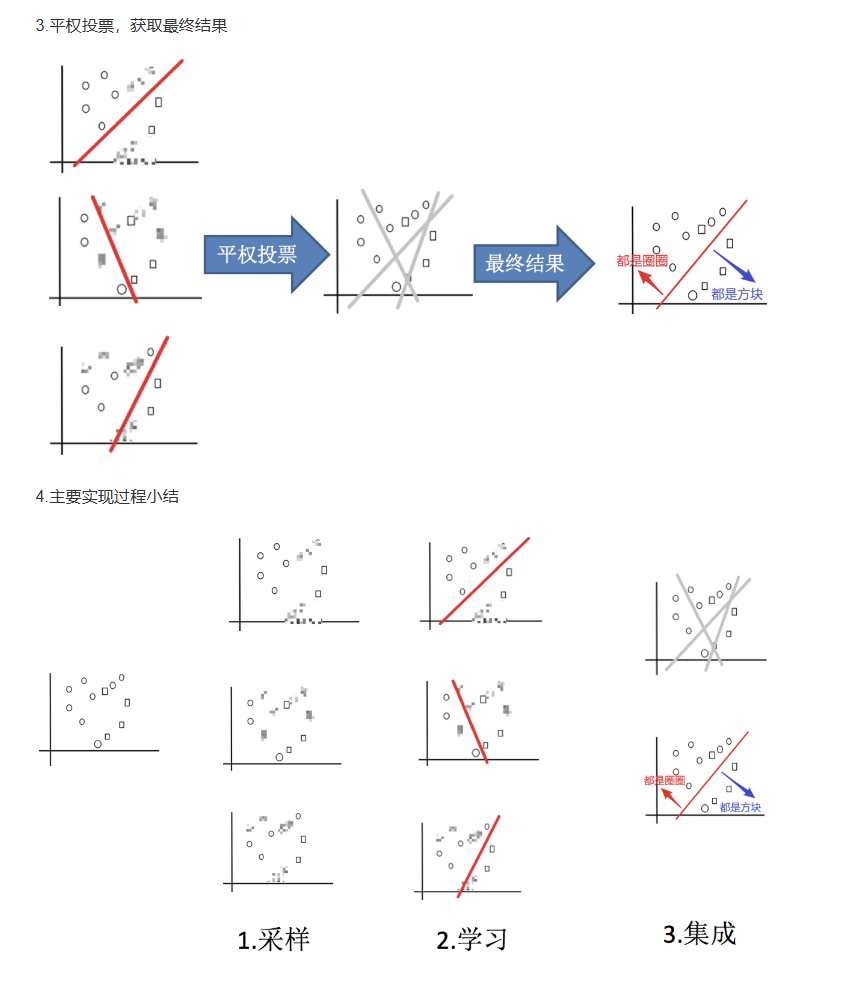 3.平权投票，获取最终结果
平权投票
最终结果
都是圈圈
都是方块
4.主要实现过程小结
都是圈圈
都是方块
1.采样
2.学习
3.集成